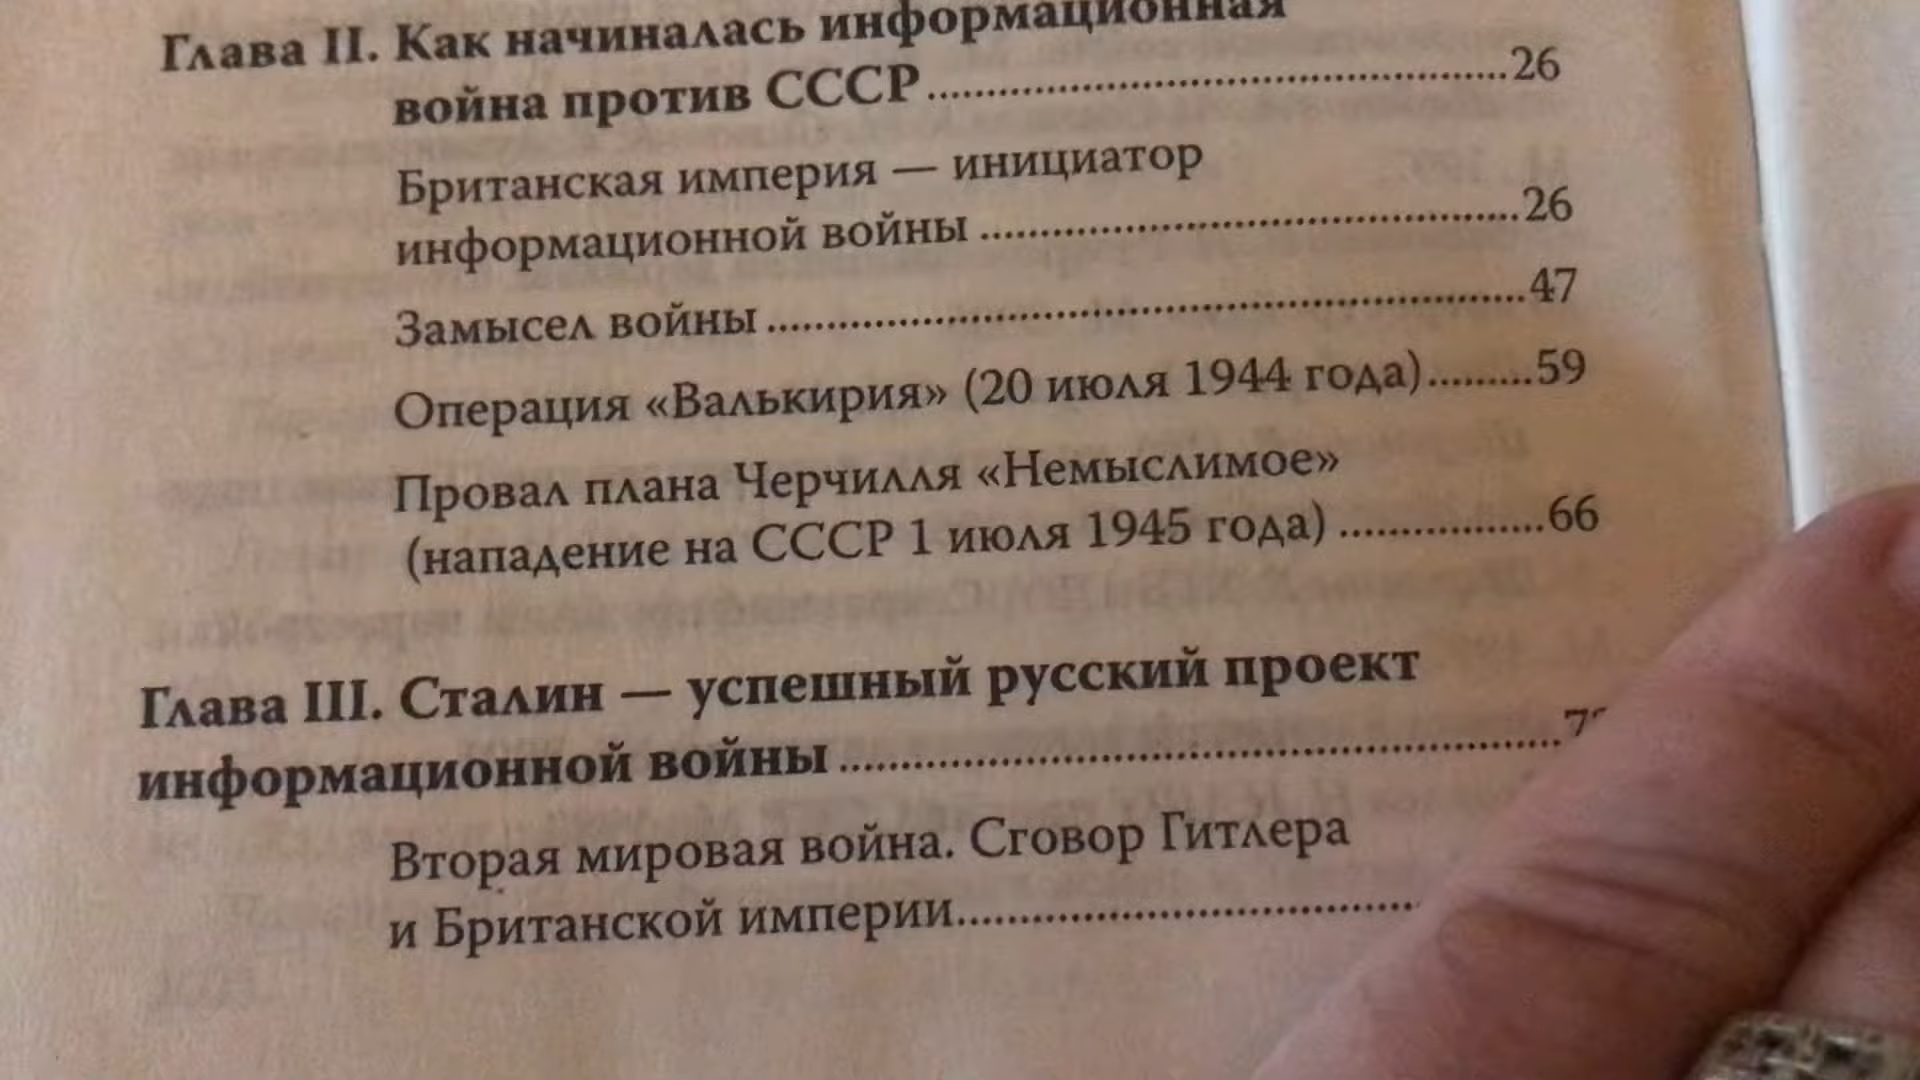 Глава II. Как начиналась информационная
война против СССР ........................................ 26
Британская империя — инициатор
информационной войны ........................................ 26
Замысел войны ........................................ 47
Операция «Валькирия» (20 июля 1944 года) ......... 59
Провал плана Черчилля «Немыслимое»
(нападение на СССР 1 июля 1945 года) ................. 66
Глава III. Сталин — успешный русский проект
информационной войны ........................................
Вторая мировая война. Сговор Гитлера
и Британской империи ........................................